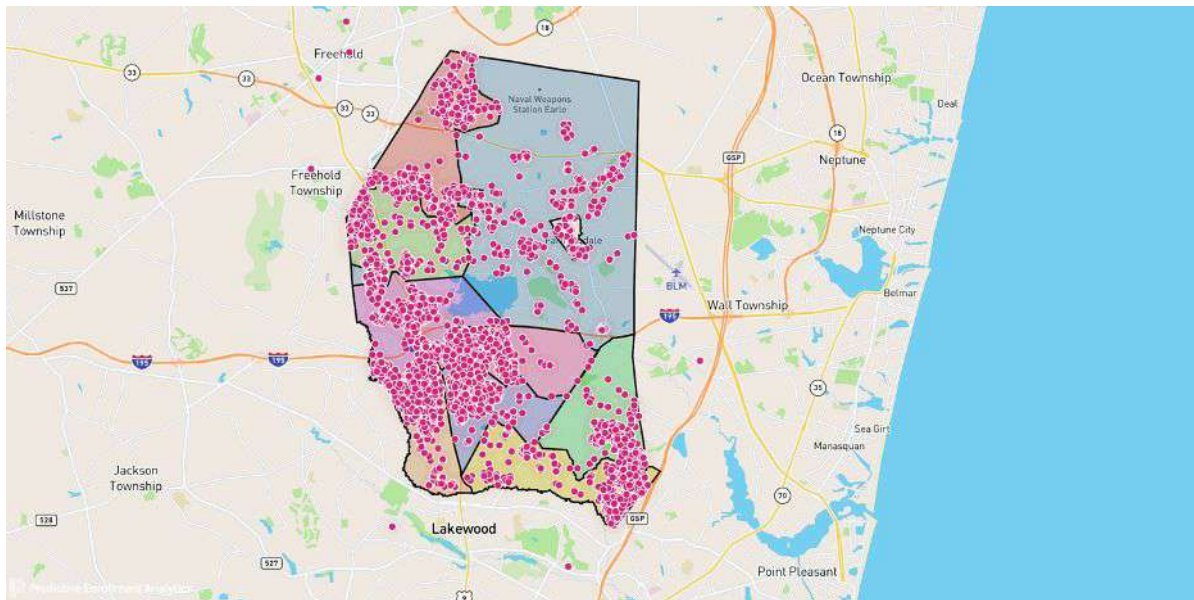 18
Freehold
33
33
Ocean Township
Naval Weapons
Station Earle
Deal
33
33
18
GSP
Neptune
Freehold
Township
Millstone
Township
Neptune City
BLM
537
Belmar
Wall Township
195
195
195
195
35
Sea Girt
Manasquan
Jackson
Township
70
528
GSP
Lakewood
527
Point Pleasant
Predictive Enrollment Analytics
9